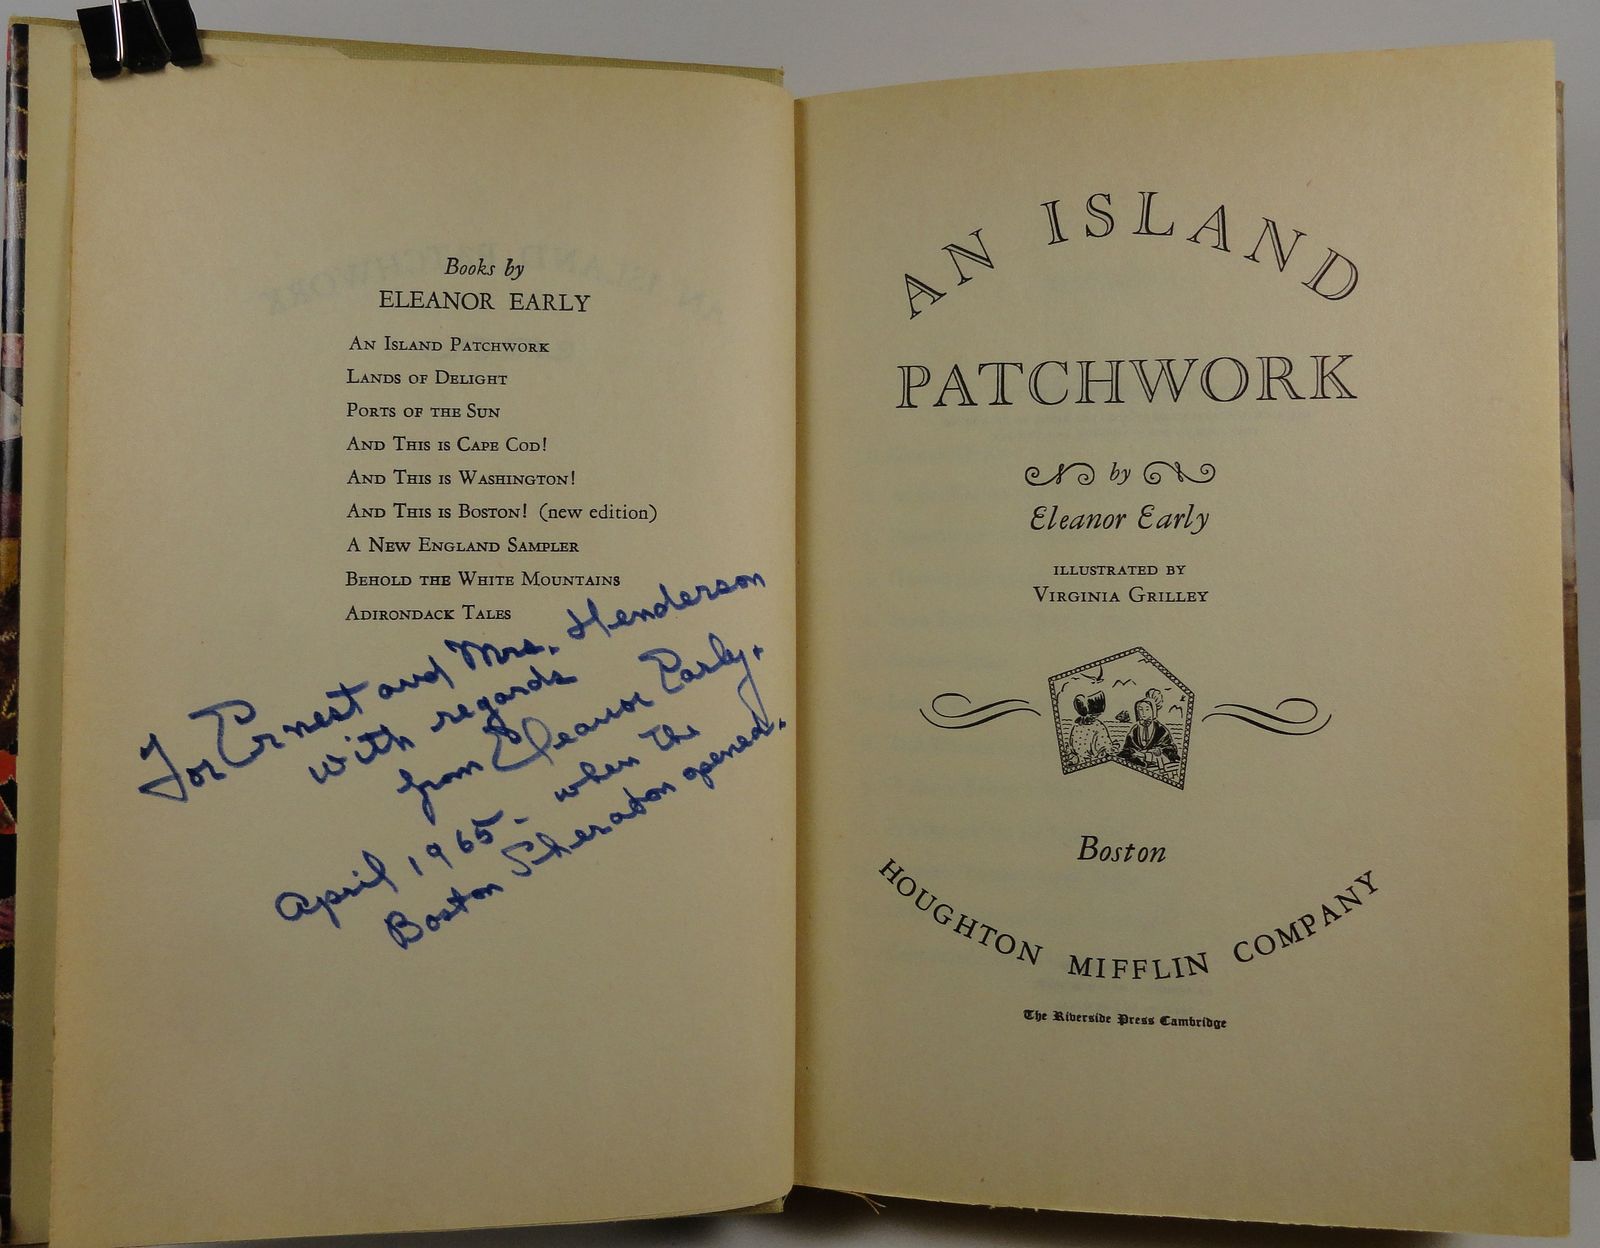 Books by
ELEANOR EARLY
AN ISLAND PATCHWORK
LANDS OF DELIGHT
PORTS OF THE SUN
AND THIS IS CAPE COD!
AND THIS IS WASHINGTON!
AND THIS IS BOSTON! (new edition)
A NEW ENGLAND SAMPLER
BEHOLD THE WHITE MOUNTAINS
ADIRONDACK TALES
For Ernest and Mrs. Henderson
with regards
from Eleanor Early.
April 1965 - when the
Boston Sheraton opened.
AN ISLAND
PATCHWORK
by
Eleanor Early
ILLUSTRATED BY
VIRGINIA GRILLEY
Boston
HOUGHTON MIFFLIN COMPANY
The Riverside Press Cambridge